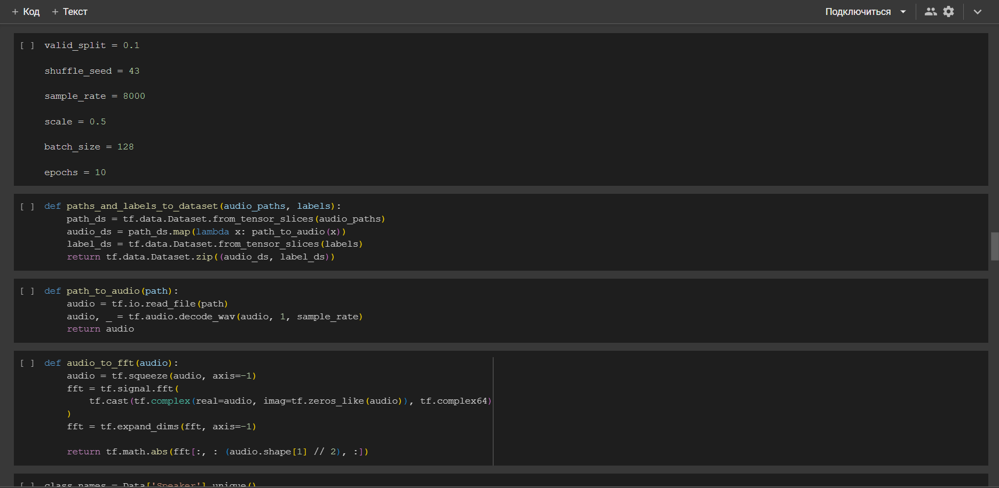 + Код + Текст Подключиться
[ ] valid_split = 0.1
shuffle_seed = 43
sample_rate = 8000
scale = 0.5
batch_size = 128
epochs = 10
[ ] def paths_and_labels_to_dataset(audio_paths, labels):
path_ds = tf.data.Dataset.from_tensor_slices(audio_paths)
audio_ds = path_ds.map(lambda x: path_to_audio(x))
label_ds = tf.data.Dataset.from_tensor_slices(labels)
return tf.data.Dataset.zip((audio_ds, label_ds))
[ ] def path_to_audio(path):
audio = tf.io.read_file(path)
audio, _ = tf.audio.decode_wav(audio, 1, sample_rate)
return audio
[ ] def audio_to_fft(audio):
audio = tf.squeeze(audio, axis=-1)
fft = tf.signal.fft(
tf.cast(tf.complex(real=audio, imag=tf.zeros_like(audio)), tf.complex64)
)
fft = tf.expand_dims(fft, axis=-1)
return tf.math.abs(fft[:, : (audio.shape[1] // 2), :])
[ ] class_names = Data['Speaker'].unique()